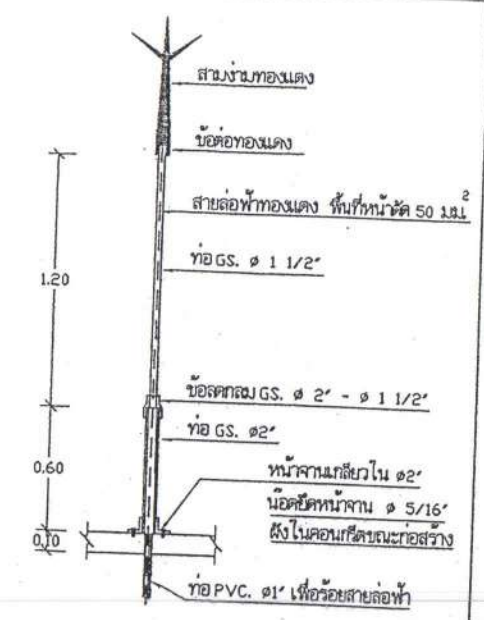 สามง่ามทองแดง
ข้อต่อทองแดง
สายล่อฟ้าทองแดง พื้นที่หน้าตัด 50 มม²
ท่อ GS. ø 1 1/2"
1.20
ข้อลดกลม GS. ø 2" - ø 1 1/2"
ท่อ GS. ø2"
0.60
หน้าจานเกลียวใน ø2"
น๊อตยึดหน้าจาน ø 5/16"
ฝังในคอนกรีตขณะก่อสร้าง
0.10
ท่อ PVC. ø1" เพื่อร้อยสายล่อฟ้า